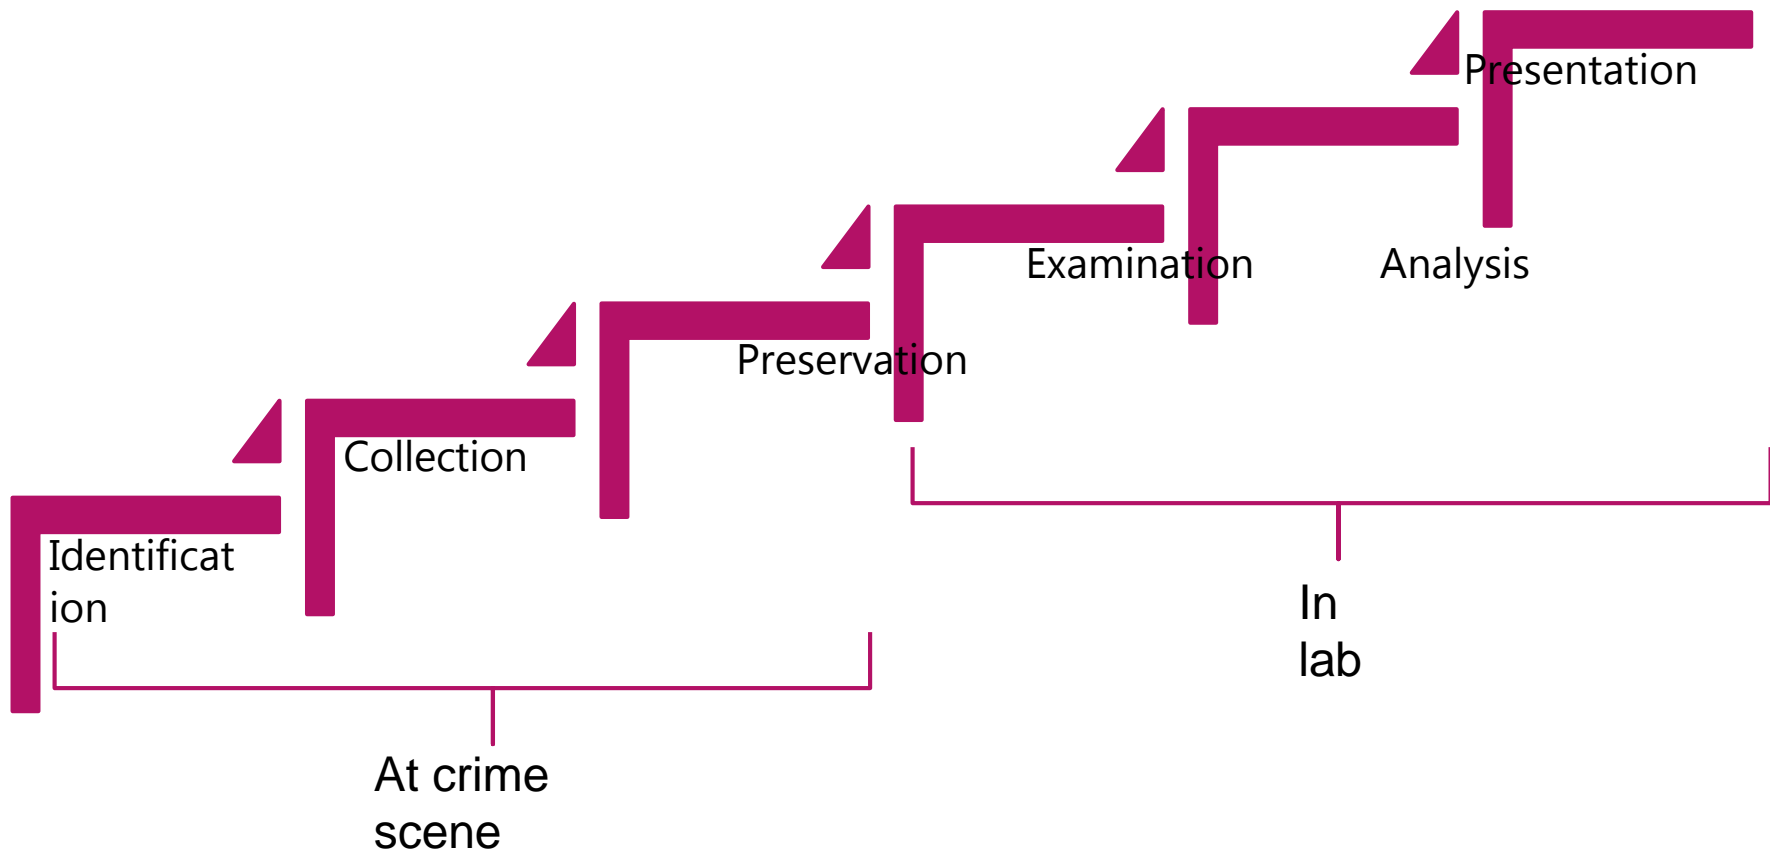 Identificat
ion
Collection
Preservation
Examination
Analysis
Presentation
At crime
scene
In
lab